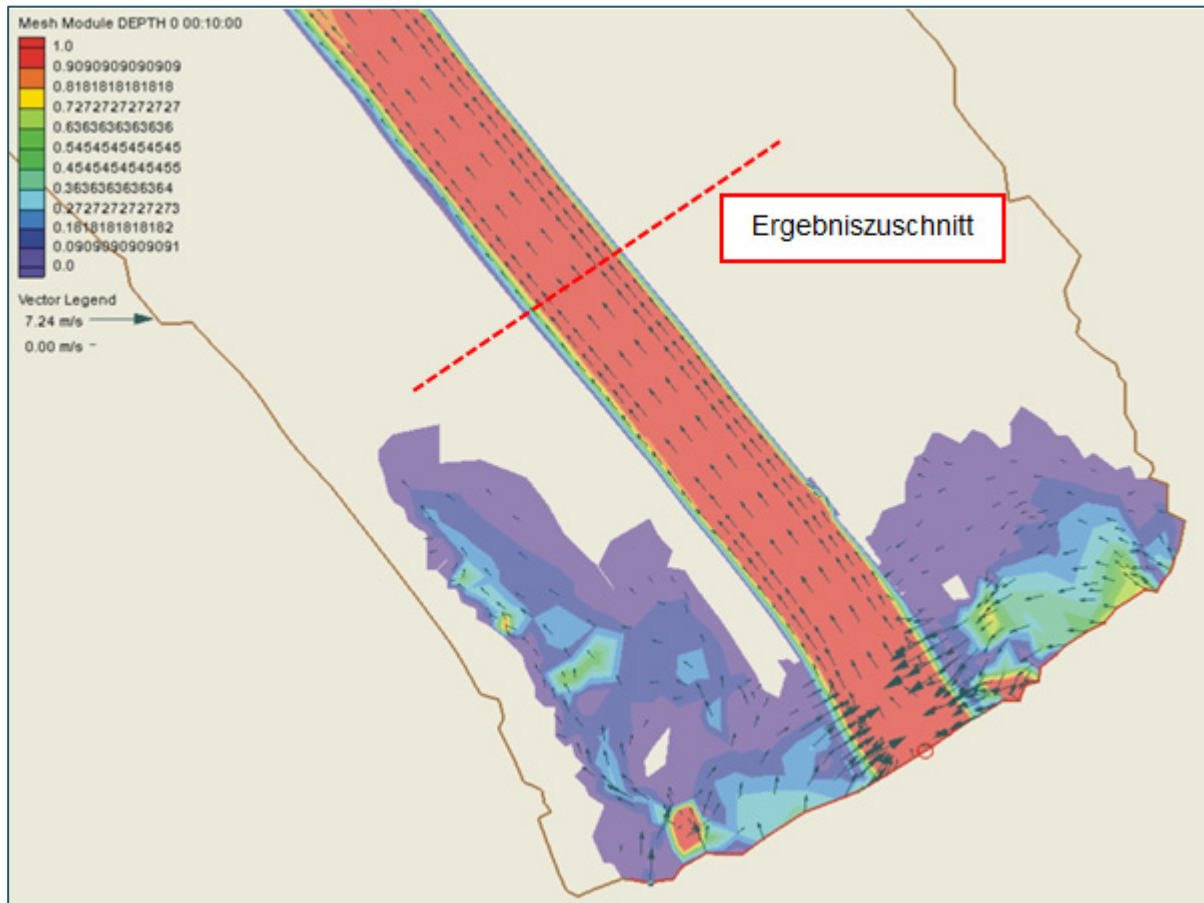 Mesh Module DEPTH 0 00:10:00
1.0
0.9090909090909
0.8181818181818
0.7272727272727
0.6363636363636
0.5454545454545
0.4545454545455
0.3636363636364
0.2727272727273
0.1818181818182
0.0909090909091
0.0
Vector Legend
7.24 m/s
0.00 m/s
Ergebniszuschnitt